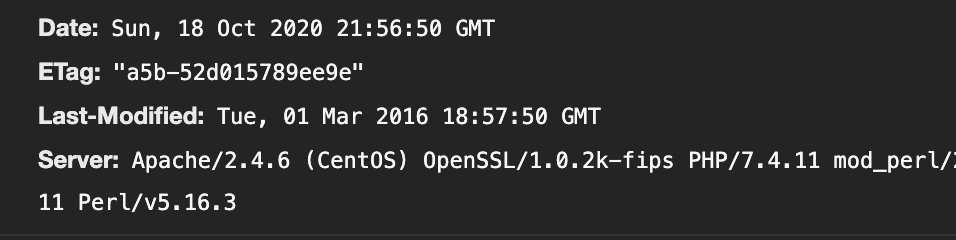 Date: Sun, 18 Oct 2020 21:56:50 GMT
ETag: "a5b-52d015789ee9e"
Last-Modified: Tue, 01 Mar 2016 18:57:50 GMT
Server: Apache/2.4.6 (CentOS) OpenSSL/1.0.2k-fips PHP/7.4.11 mod_perl/
11 Perl/v5.16.3